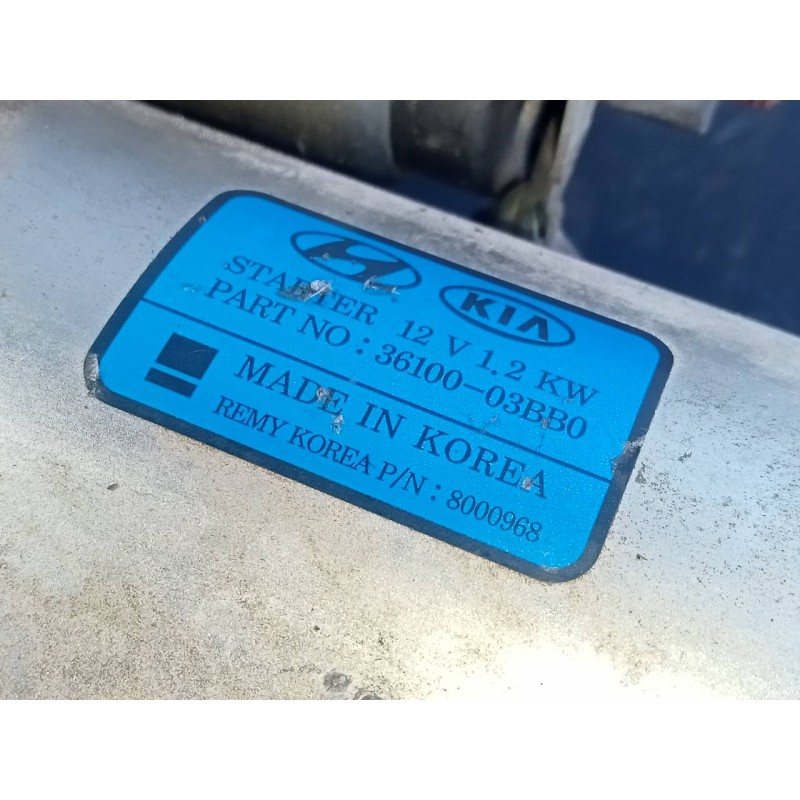 KIA
STARTER 12 V 1.2 KW
PART NO : 36100-03BB0
MADE IN KOREA
REMY KOREA P/N : 8000968